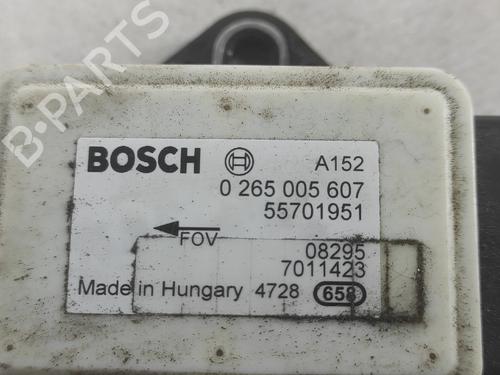 B-PARTS
BOSCH A152
0 265 005 607
55701951
FOV
08295
7011423
Made in Hungary 4728 658